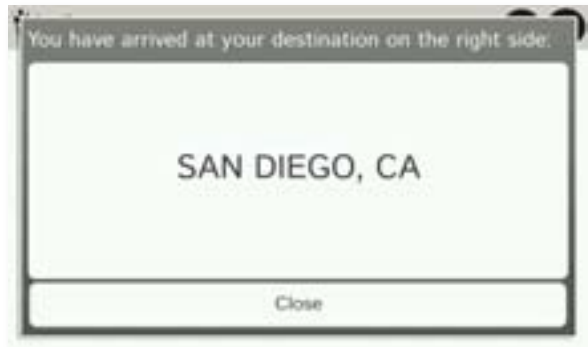 You have arrived at your destination on the right side:
SAN DIEGO, CA
Close